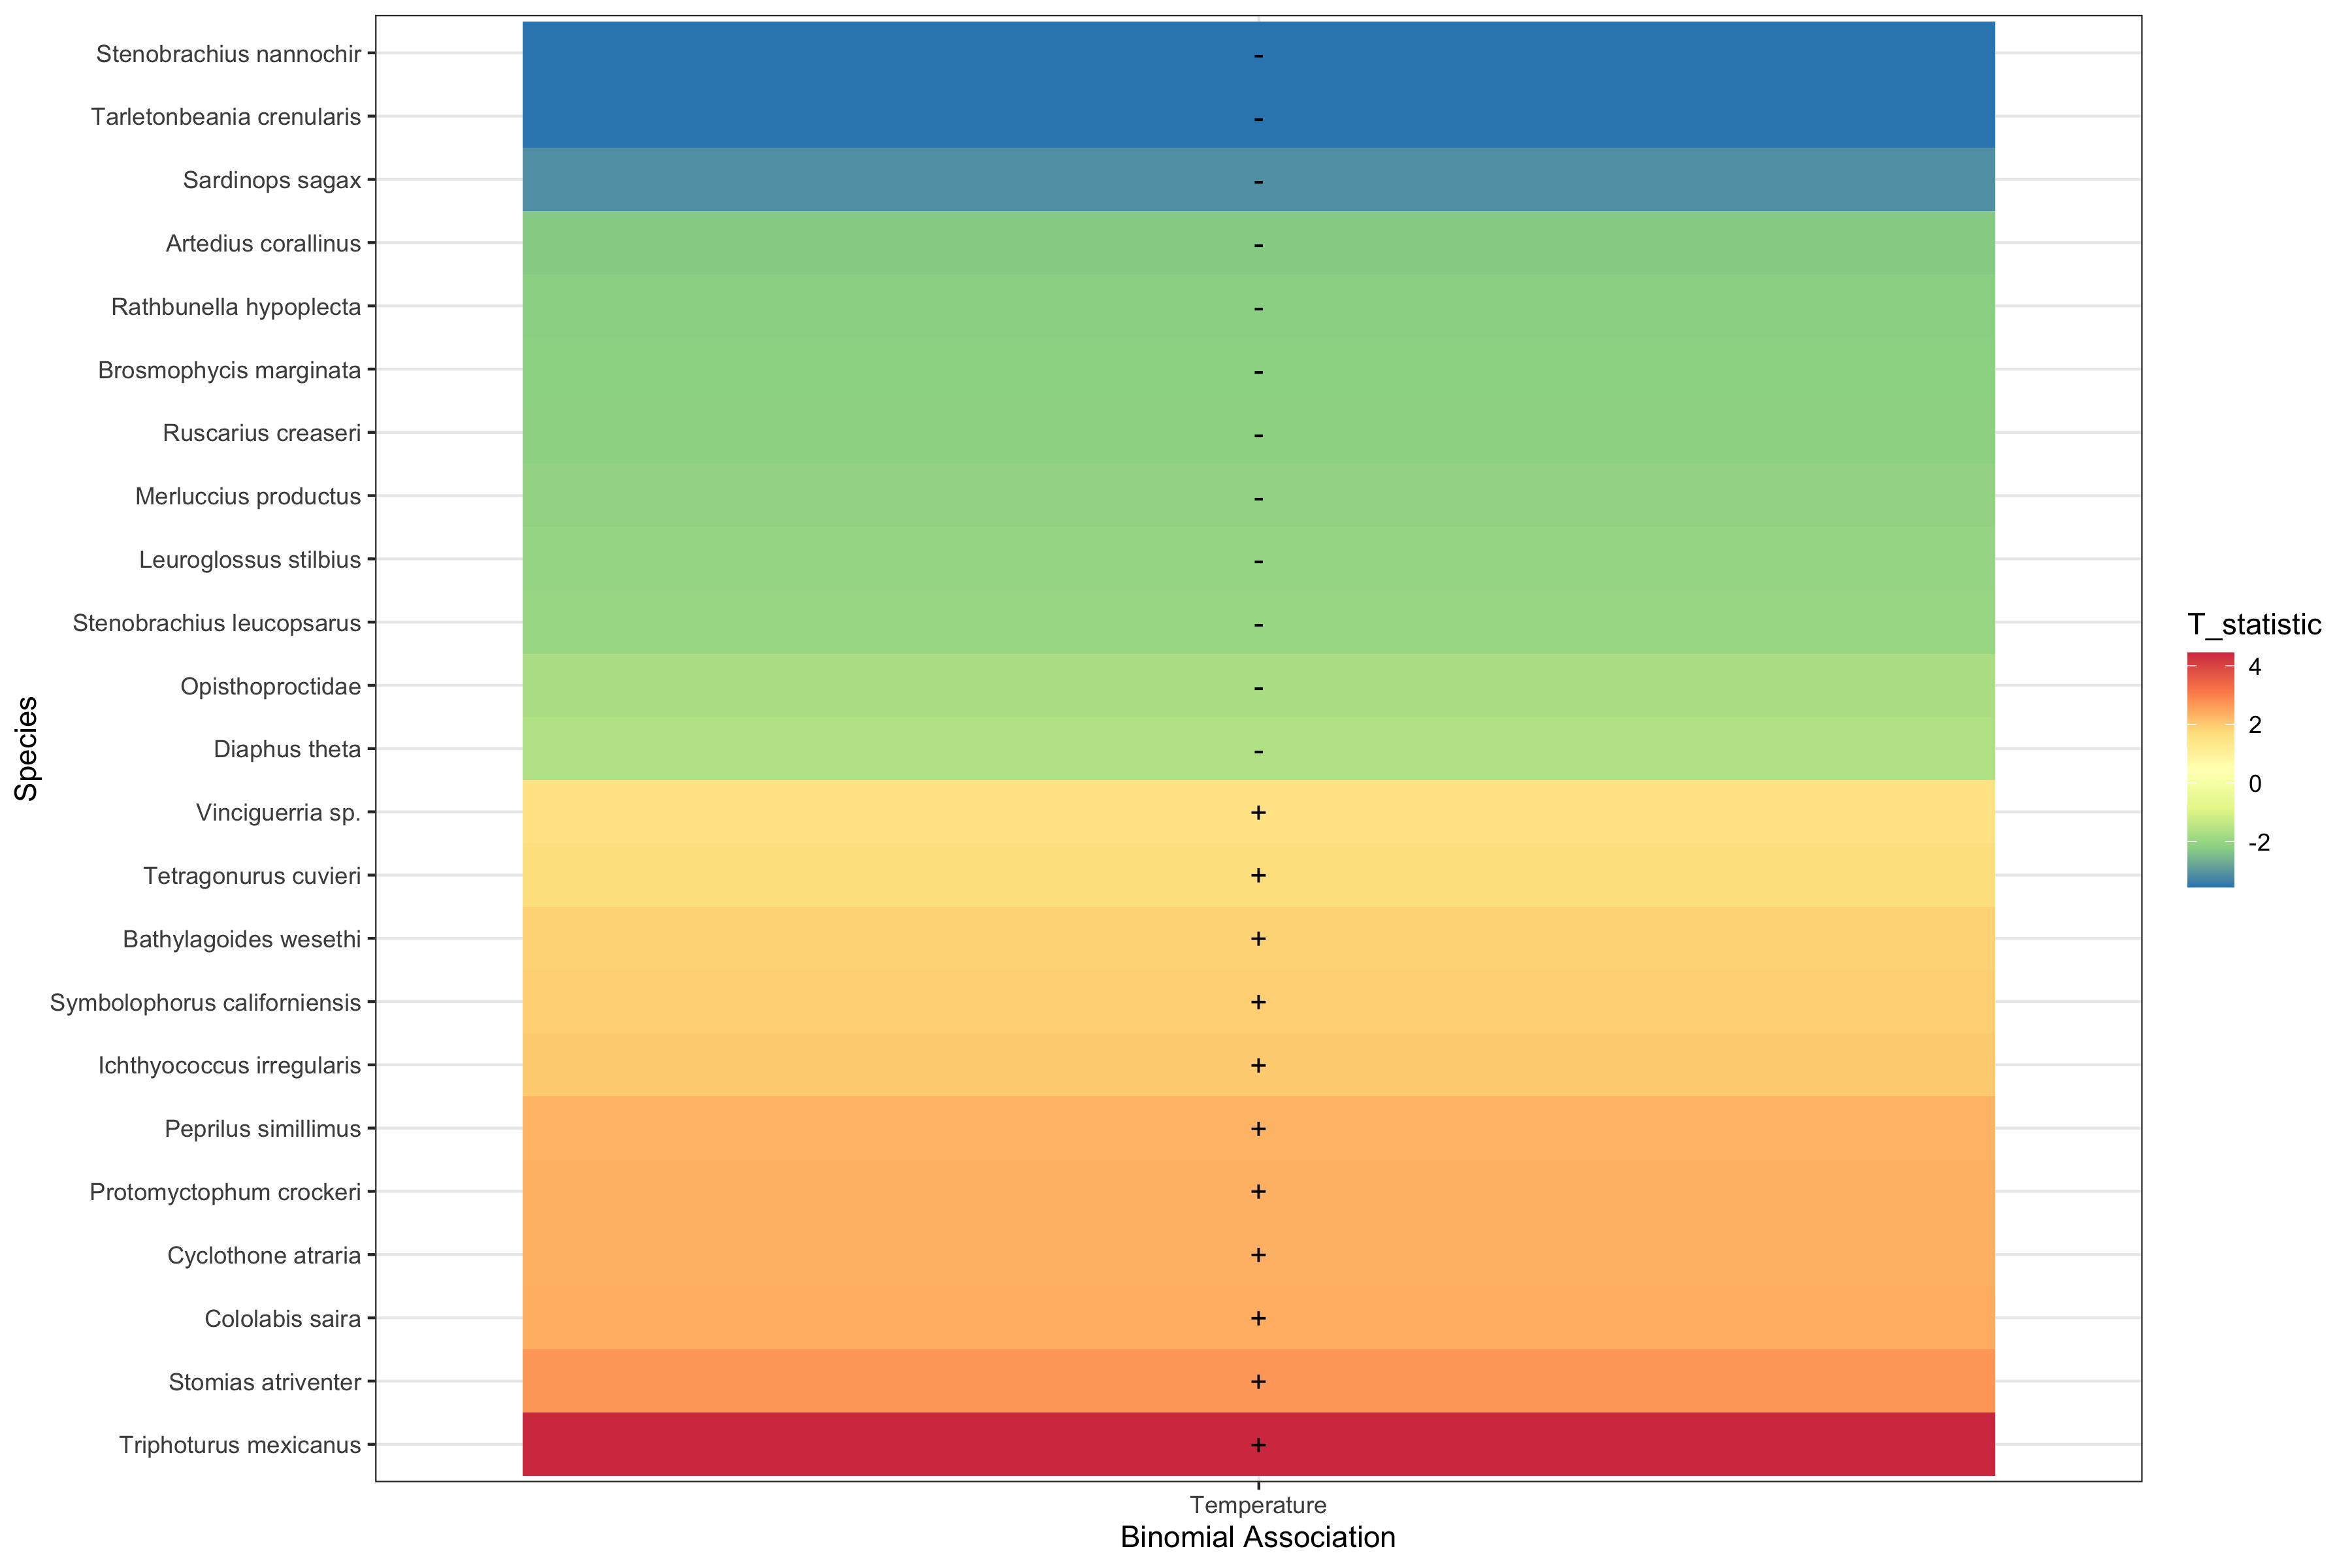 Species
Stenobrachius nannochir -
Tarletonbeania crenularis -
Sardinops sagax -
Artedius corallinus -
Rathbunella hypoplecta -
Brosmophycis marginata -
Ruscarius creaseri -
Merluccius productus -
Leuroglossus stilbius -
Stenobrachius leucopsarus -
Opisthoproctidae -
Diaphus theta -
Vinciguerria sp. +
Tetragonurus cuvieri +
Bathylagoides wesethi +
Symbolophorus californiensis +
Ichthyococcus irregularis +
Peprilus simillimus +
Protomyctophum crockeri +
Cyclothone atraria +
Cololabis saira +
Stomias atriventer +
Triphoturus mexicanus +
Temperature
Binomial Association
T_statistic
4
2
0
-2